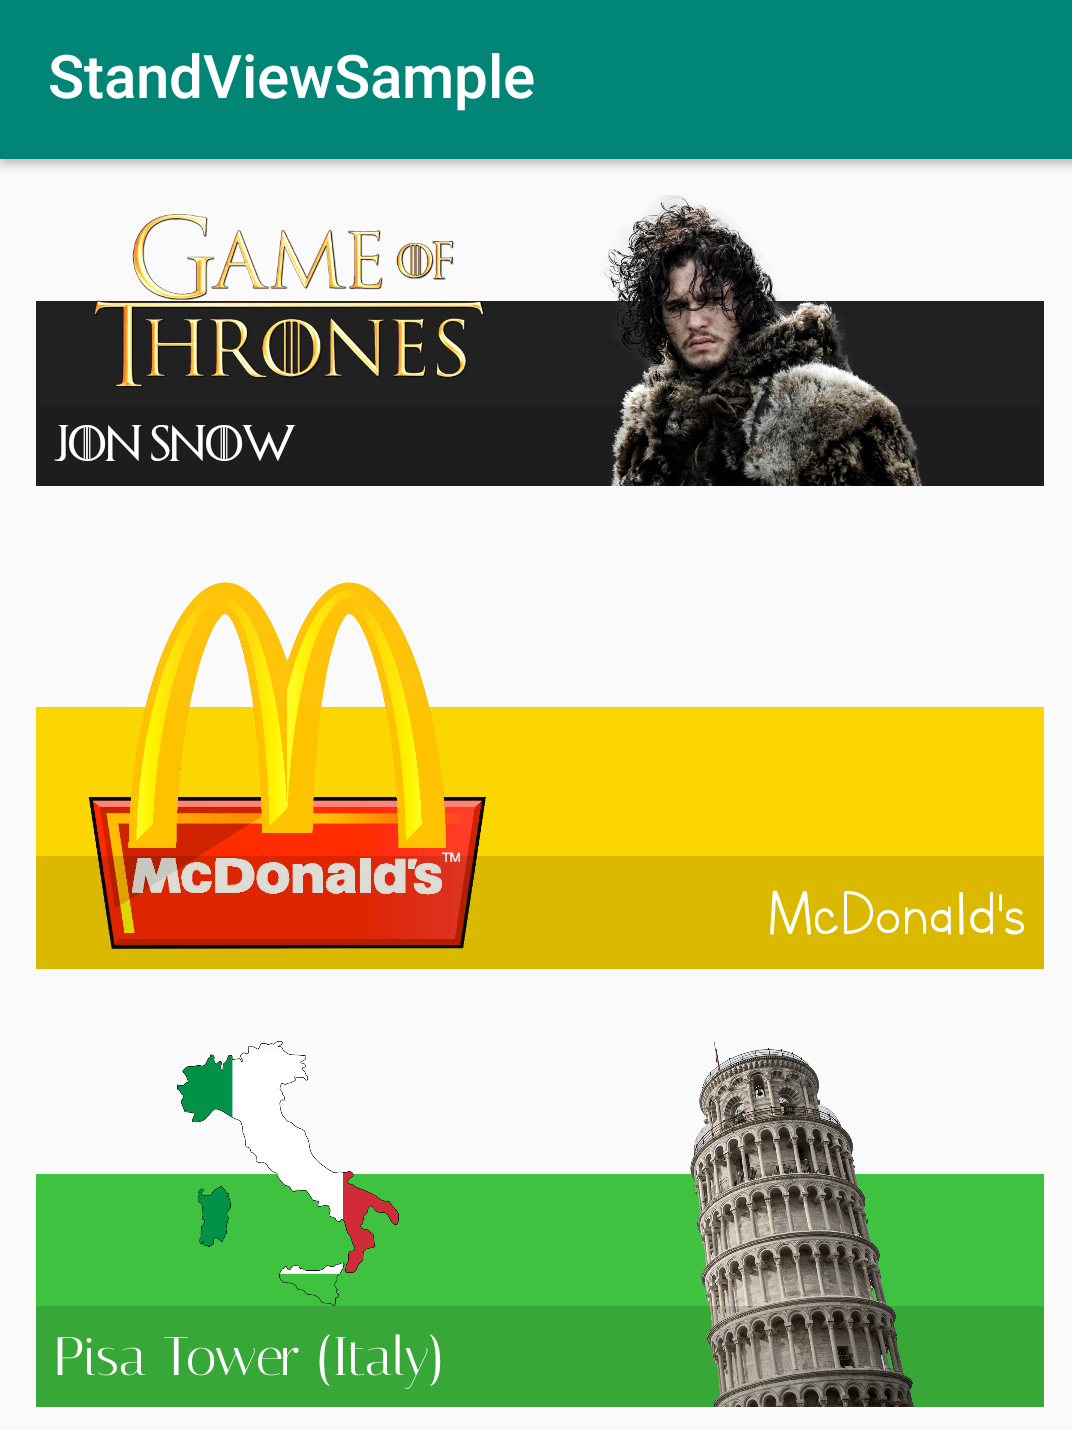 StandViewSample
GAME OF
THRONES
JON SNOW
McDonald's™
McDonald's
Pisa Tower (Italy)